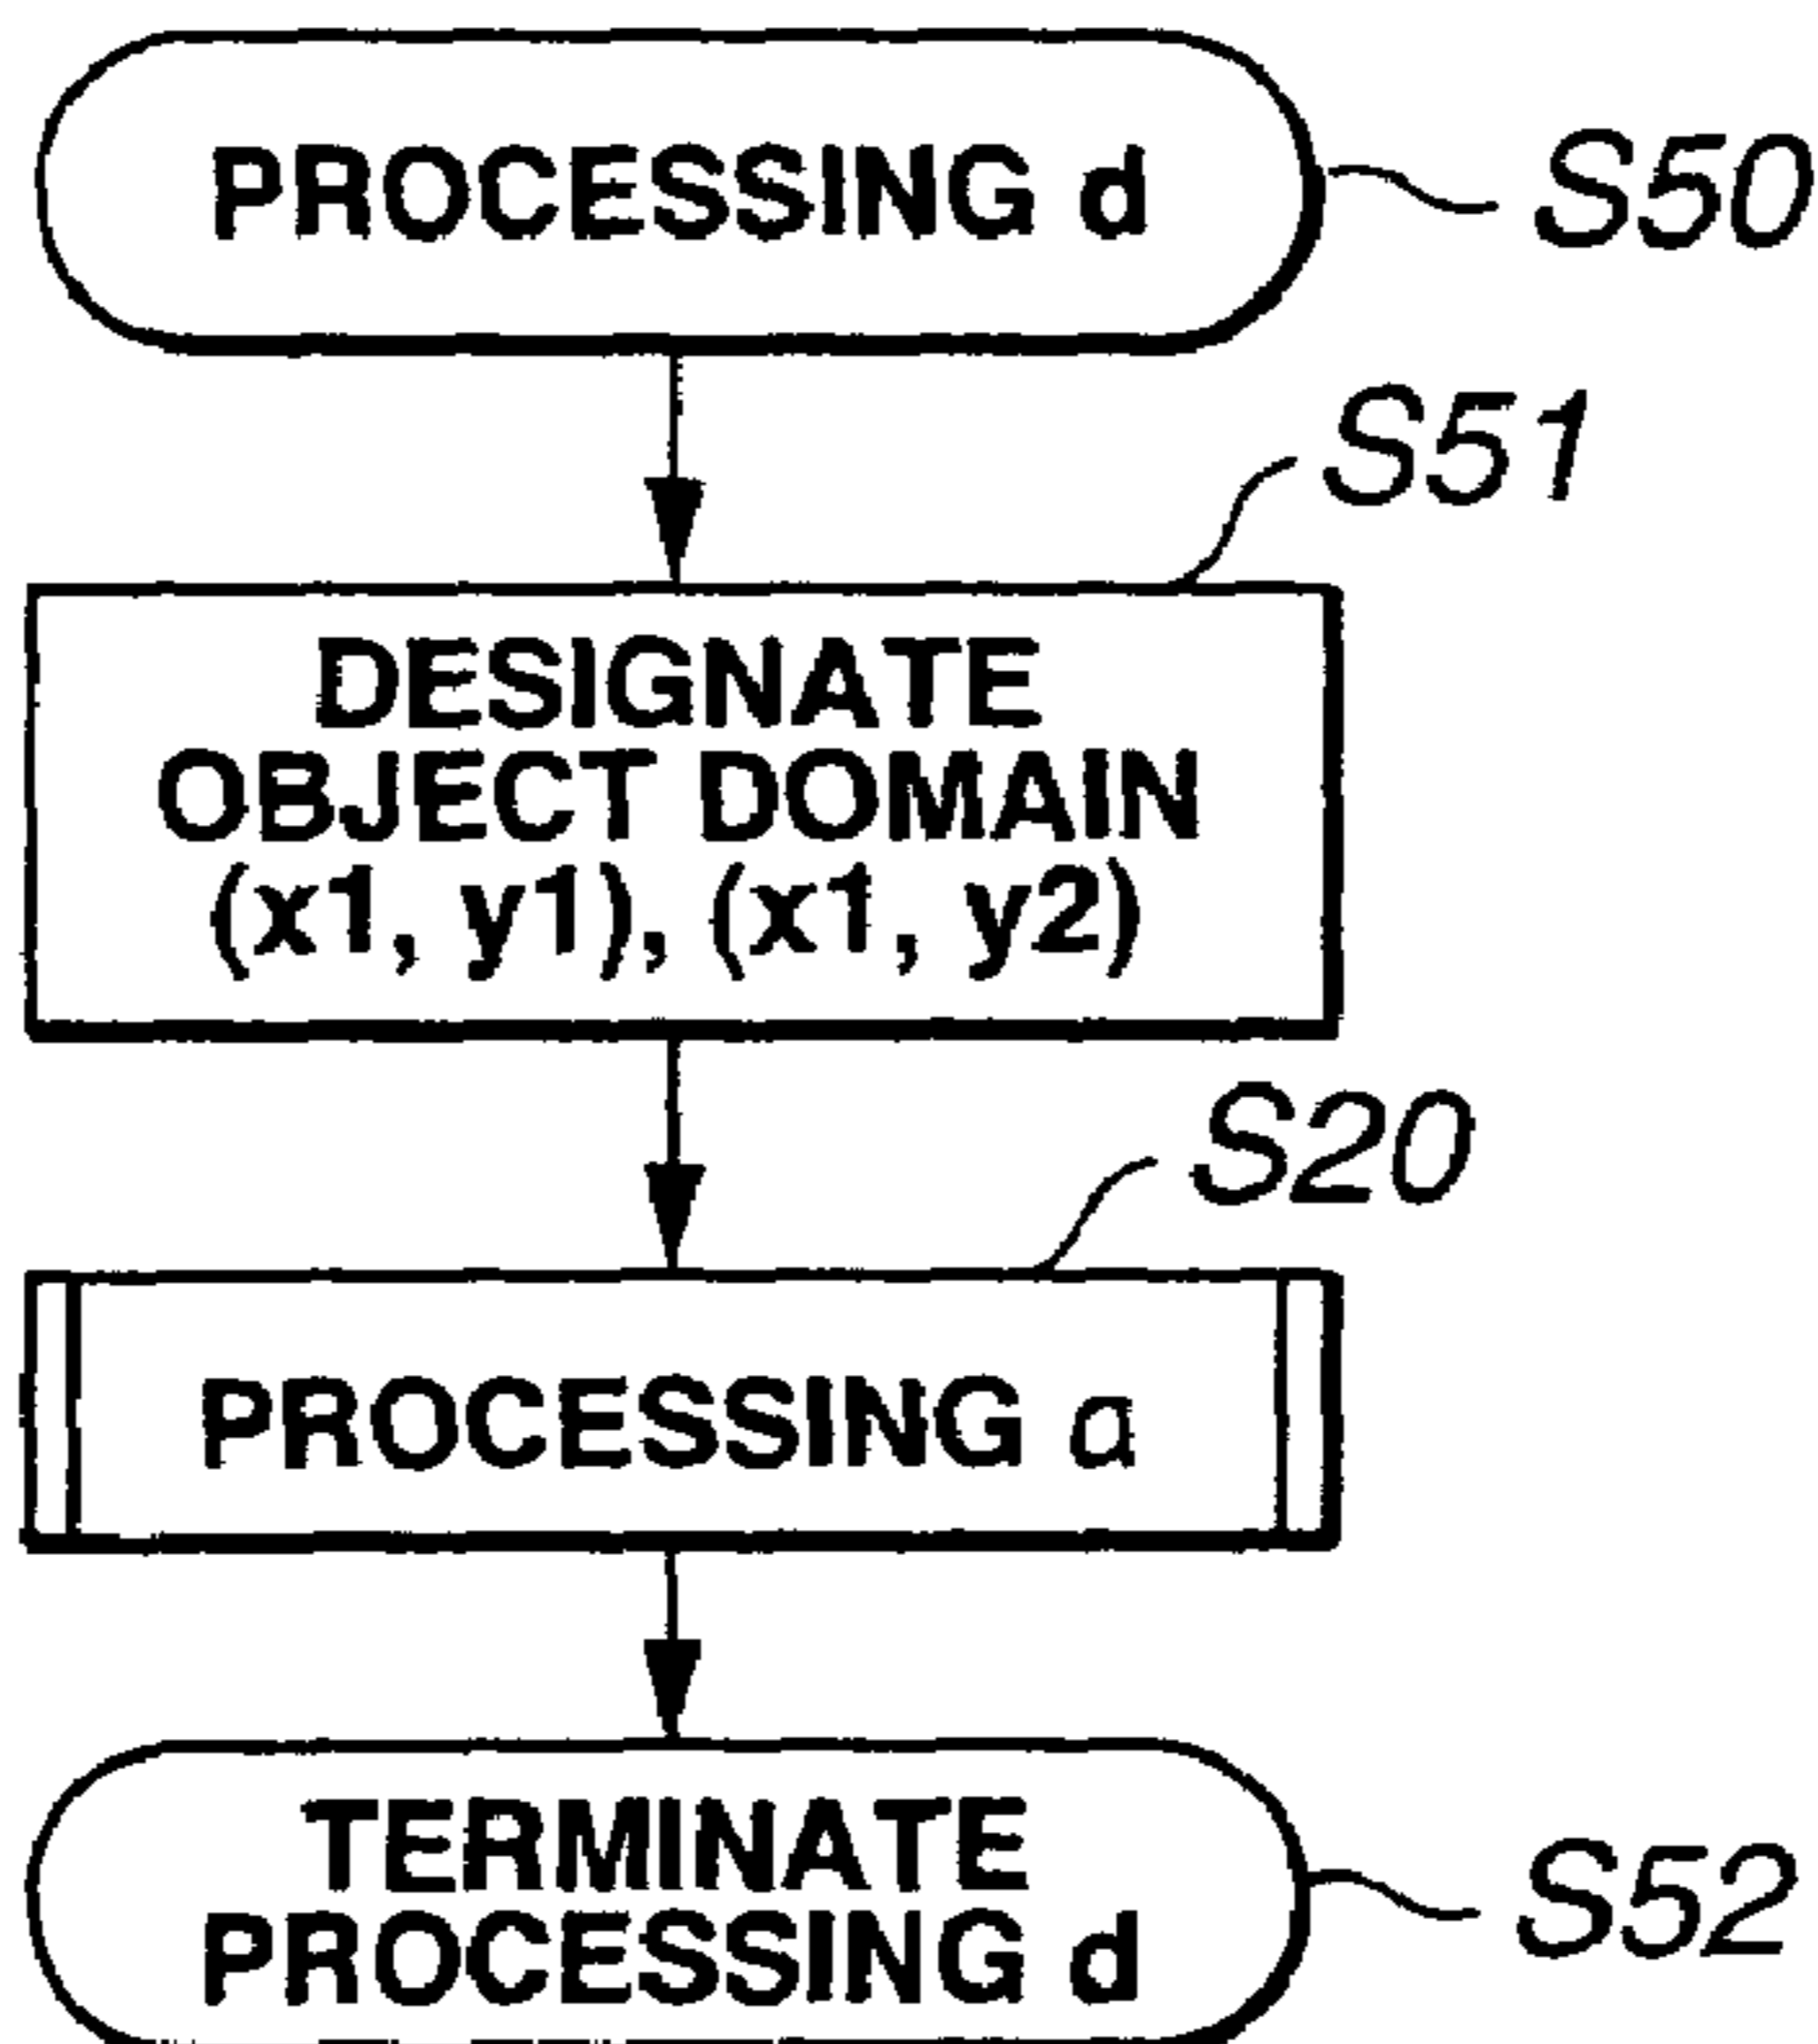 PROCESSING d
S50
S51
DESIGNATE
OBJECT DOMAIN
(x1, y1), (x1, y2)
S20
PROCESSING a
TERMINATE
PROCESSING d
S52